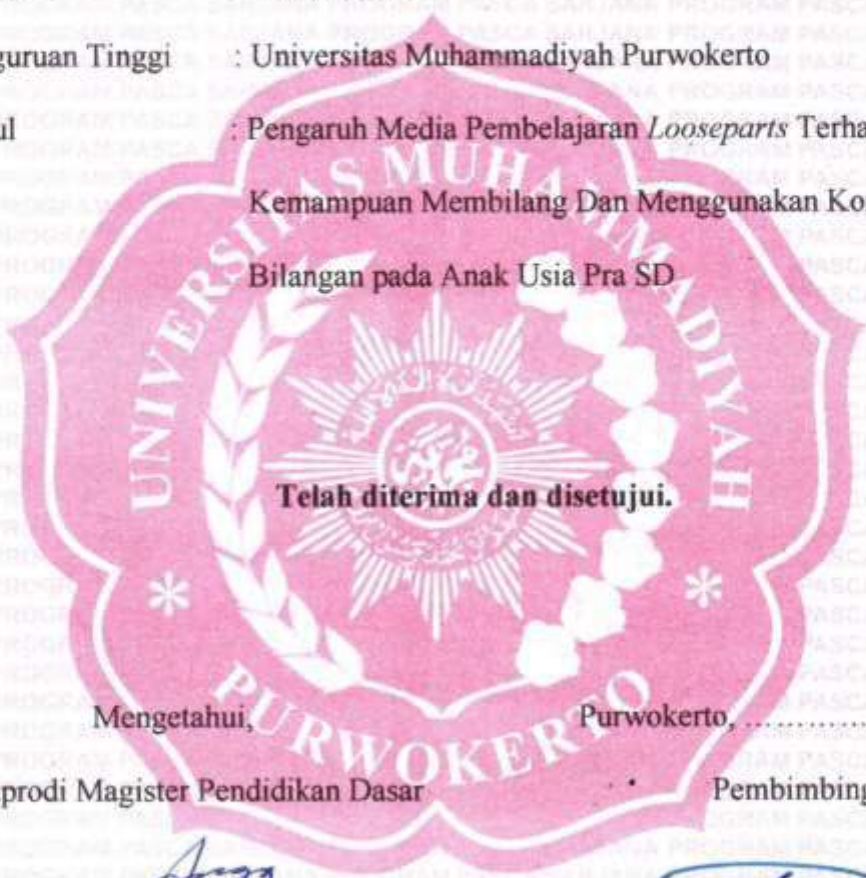 guruan Tinggi : Universitas Muhammadiyah Purwokerto
ul : Pengaruh Media Pembelajaran Looseparts Terha
Kemampuan Membilang Dan Menggunakan Ko
Bilangan pada Anak Usia Pra SD
UNIVERSITAS MUHAMMADIYAH
Telah diterima dan disetujui.
PURWOKERTO
Mengetahui, Purwokerto, ................
prodi Magister Pendidikan Dasar Pembimbing